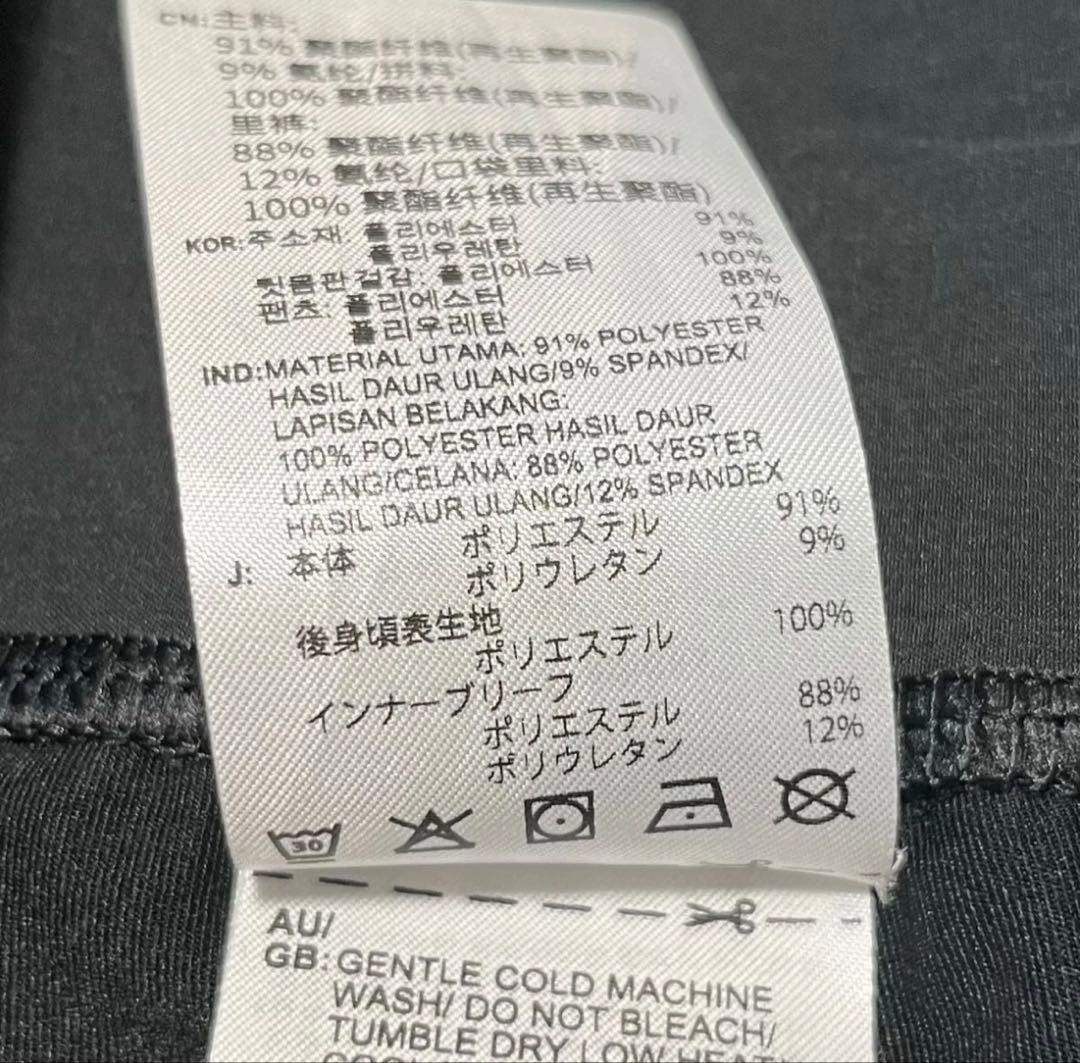 CN:主料:
91% 聚酯纤维(再生聚酯)/
9% 氨纶/拼料:
100% 聚酯纤维(再生聚酯)/
里裤:
88% 聚酯纤维(再生聚酯)/
12% 氨纶/口袋里料:
100% 聚酯纤维(再生聚酯)
KOR:주소재: 폴리에스터 91%
폴리우레탄 9%
뒷몸판겉감: 폴리에스터 100%
팬츠: 폴리에스터 88%
폴리우레탄 12%
IND:MATERIAL UTAMA: 91% POLYESTER
HASIL DAUR ULANG/9% SPANDEX/
LAPISAN BELAKANG:
100% POLYESTER HASIL DAUR
ULANG/CELANA: 88% POLYESTER
HASIL DAUR ULANG/12% SPANDEX
J: 本体 ポリエステル 91%
ポリウレタン 9%
後身頃表生地
ポリエステル 100%
インナーブリーフ
ポリエステル 88%
ポリウレタン 12%
30
AU/
GB:GENTLE COLD MACHINE
WASH/ DO NOT BLEACH/
TUMBLE DRY LOW HEAT/